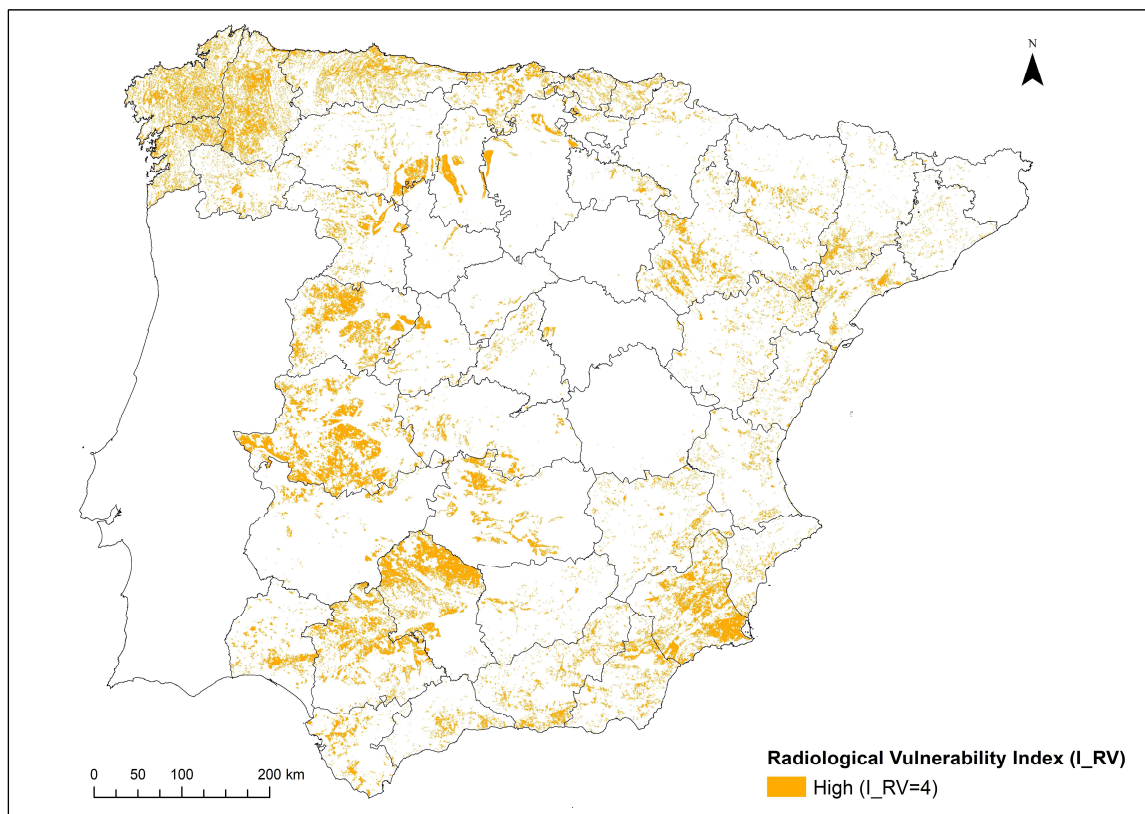 N
Radiological Vulnerability Index (I_RV)
0 50 100 200 km
High (I_RV=4)